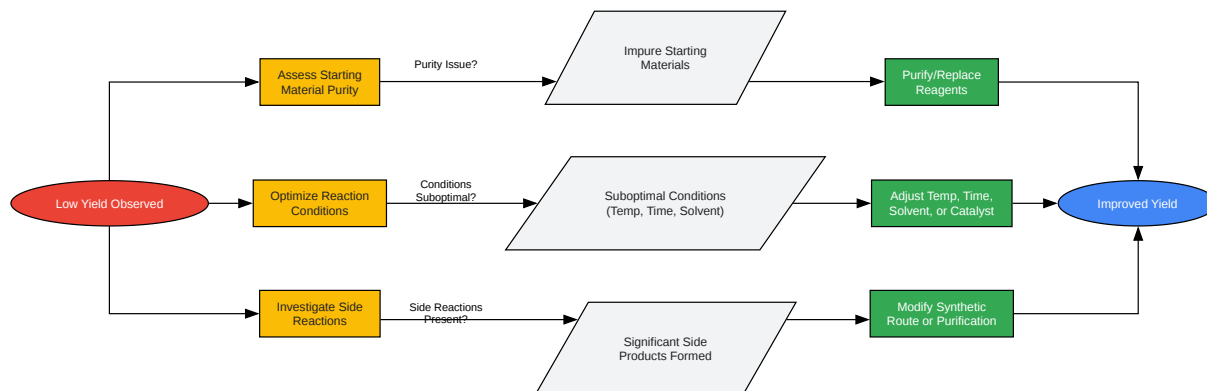 Assess Starting
Material Purity
Purity Issue?
Impure Starting
Materials
Purify/Replace
Reagents
Low Yield Observed
Optimize Reaction
Conditions
Conditions
Suboptimal?
Suboptimal Conditions
(Temp, Time, Solvent)
Adjust Temp, Time,
Solvent, or Catalyst
Improved Yield
Investigate Side
Reactions
Side Reactions
Present?
Significant Side
Products Formed
Modify Synthetic
Route or Purification